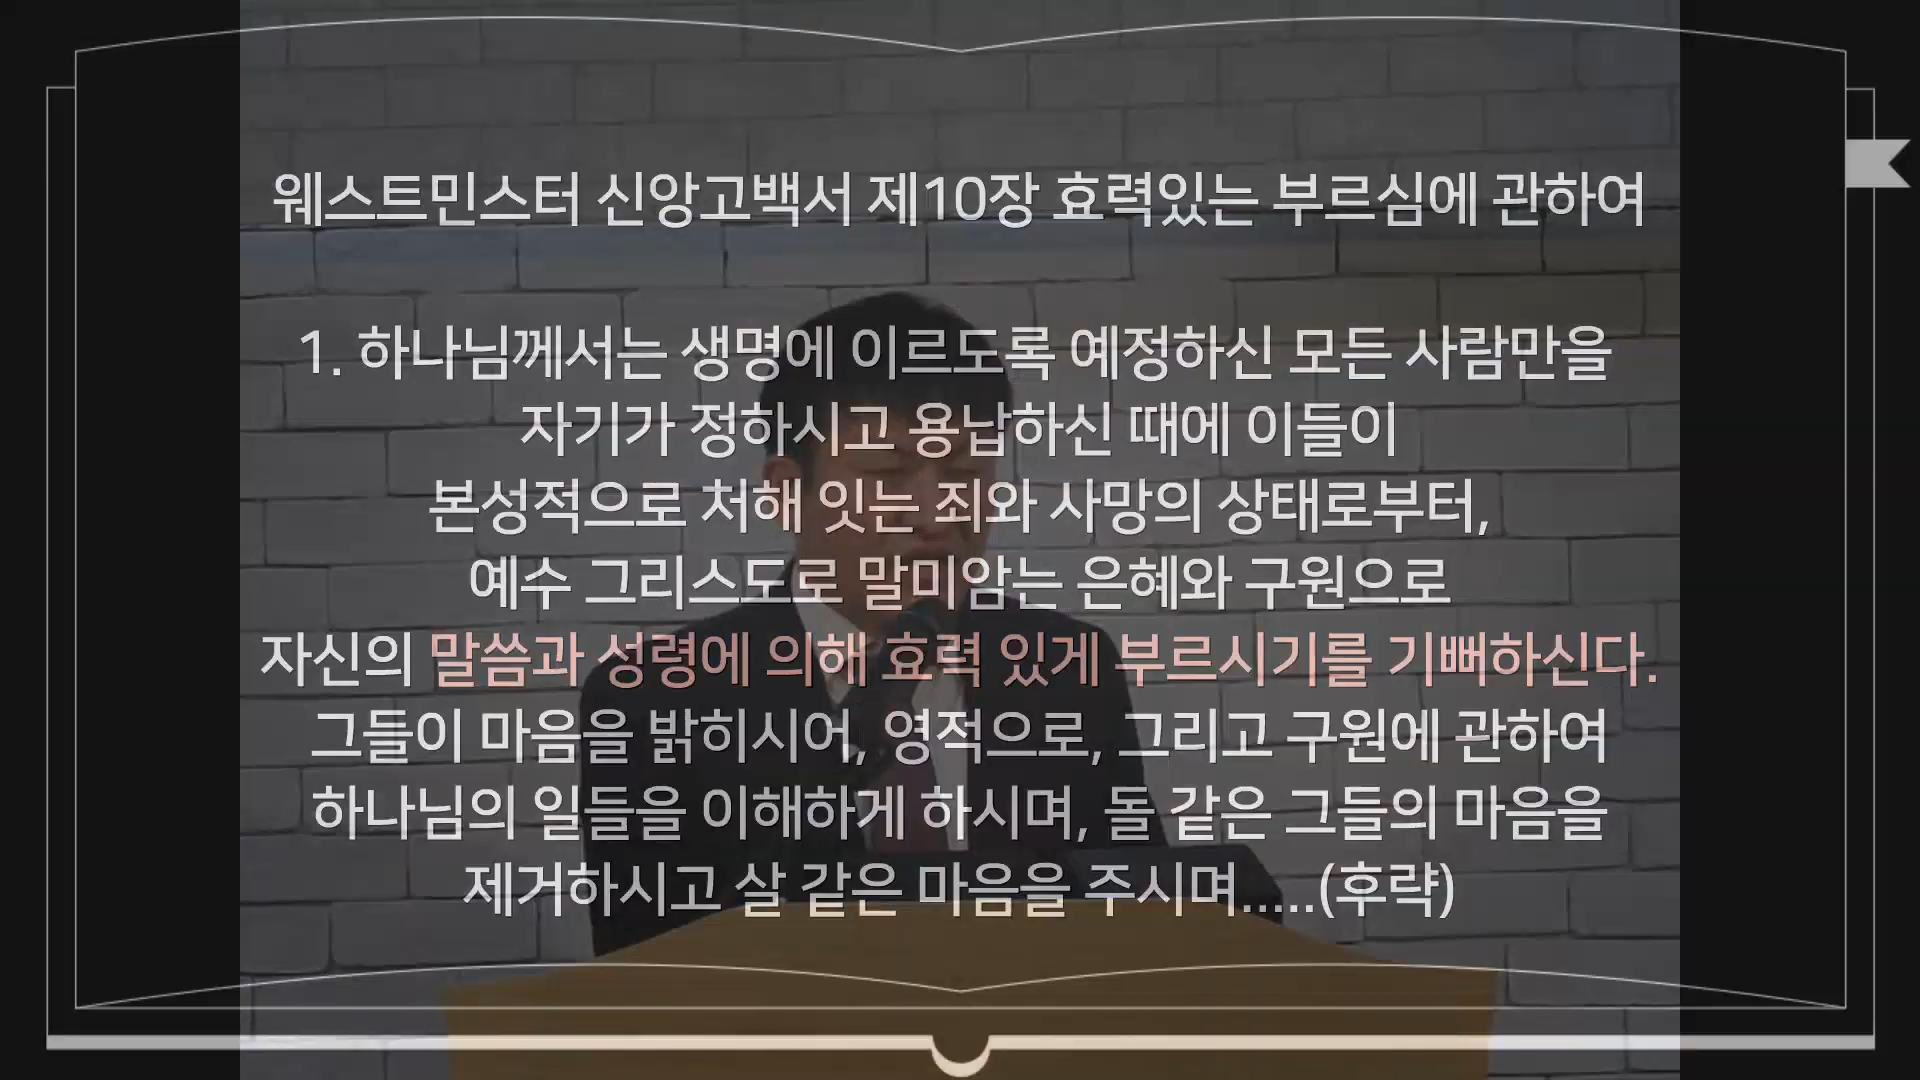 웨스트민스터 신앙고백서 제10장 효력있는 부르심에 관하여
1. 하나님께서는 생명에 이르도록 예정하신 모든 사람만을
자기가 정하시고 용납하신 때에 이들이
본성적으로 처해 잇는 죄와 사망의 상태로부터,
예수 그리스도로 말미암는 은혜와 구원으로
자신의 말씀과 성령에 의해 효력 있게 부르시기를 기뻐하신다.
그들이 마음을 밝히시어, 영적으로, 그리고 구원에 관하여
하나님의 일들을 이해하게 하시며, 돌 같은 그들의 마음을
제거하시고 살 같은 마음을 주시며.....(후략)